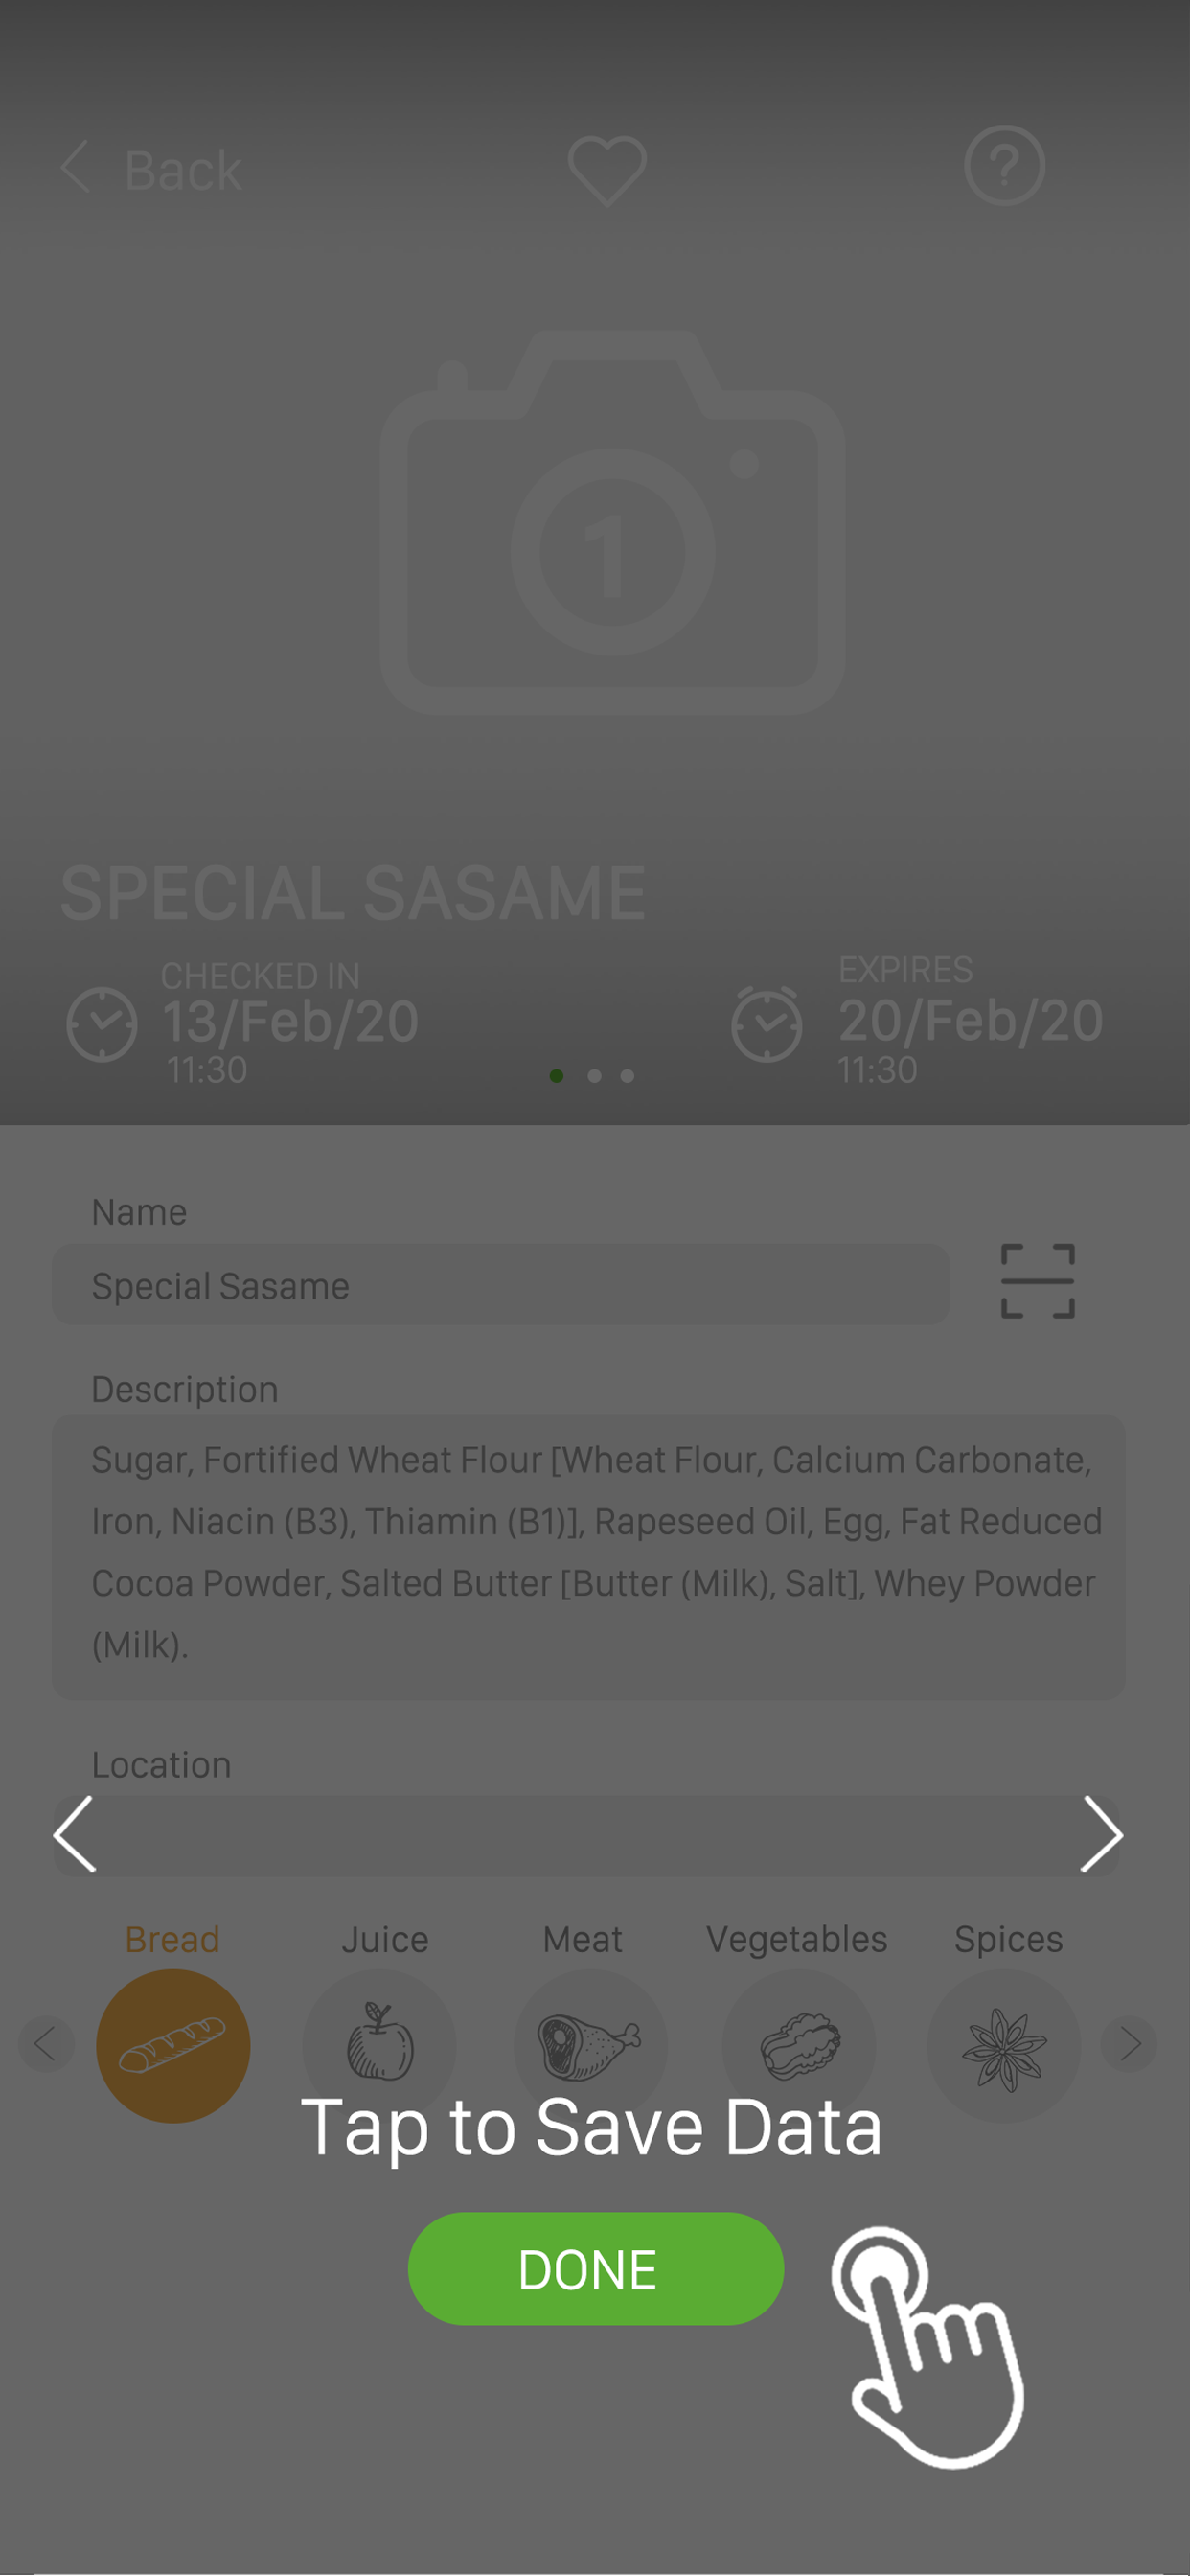 Back
?
1
SPECIAL SASAME
CHECKED IN
13/Feb/20
11:30
EXPIRES
20/Feb/20
11:30
Name
Special Sasame
Description
Sugar, Fortified Wheat Flour [Wheat Flour, Calcium Carbonate,
Iron, Niacin (B3), Thiamin (B1)], Rapeseed Oil, Egg, Fat Reduced
Cocoa Powder, Salted Butter [Butter (Milk), Salt], Whey Powder
(Milk).
Location
Bread Juice Meat Vegetables Spices
Tap to Save Data
DONE